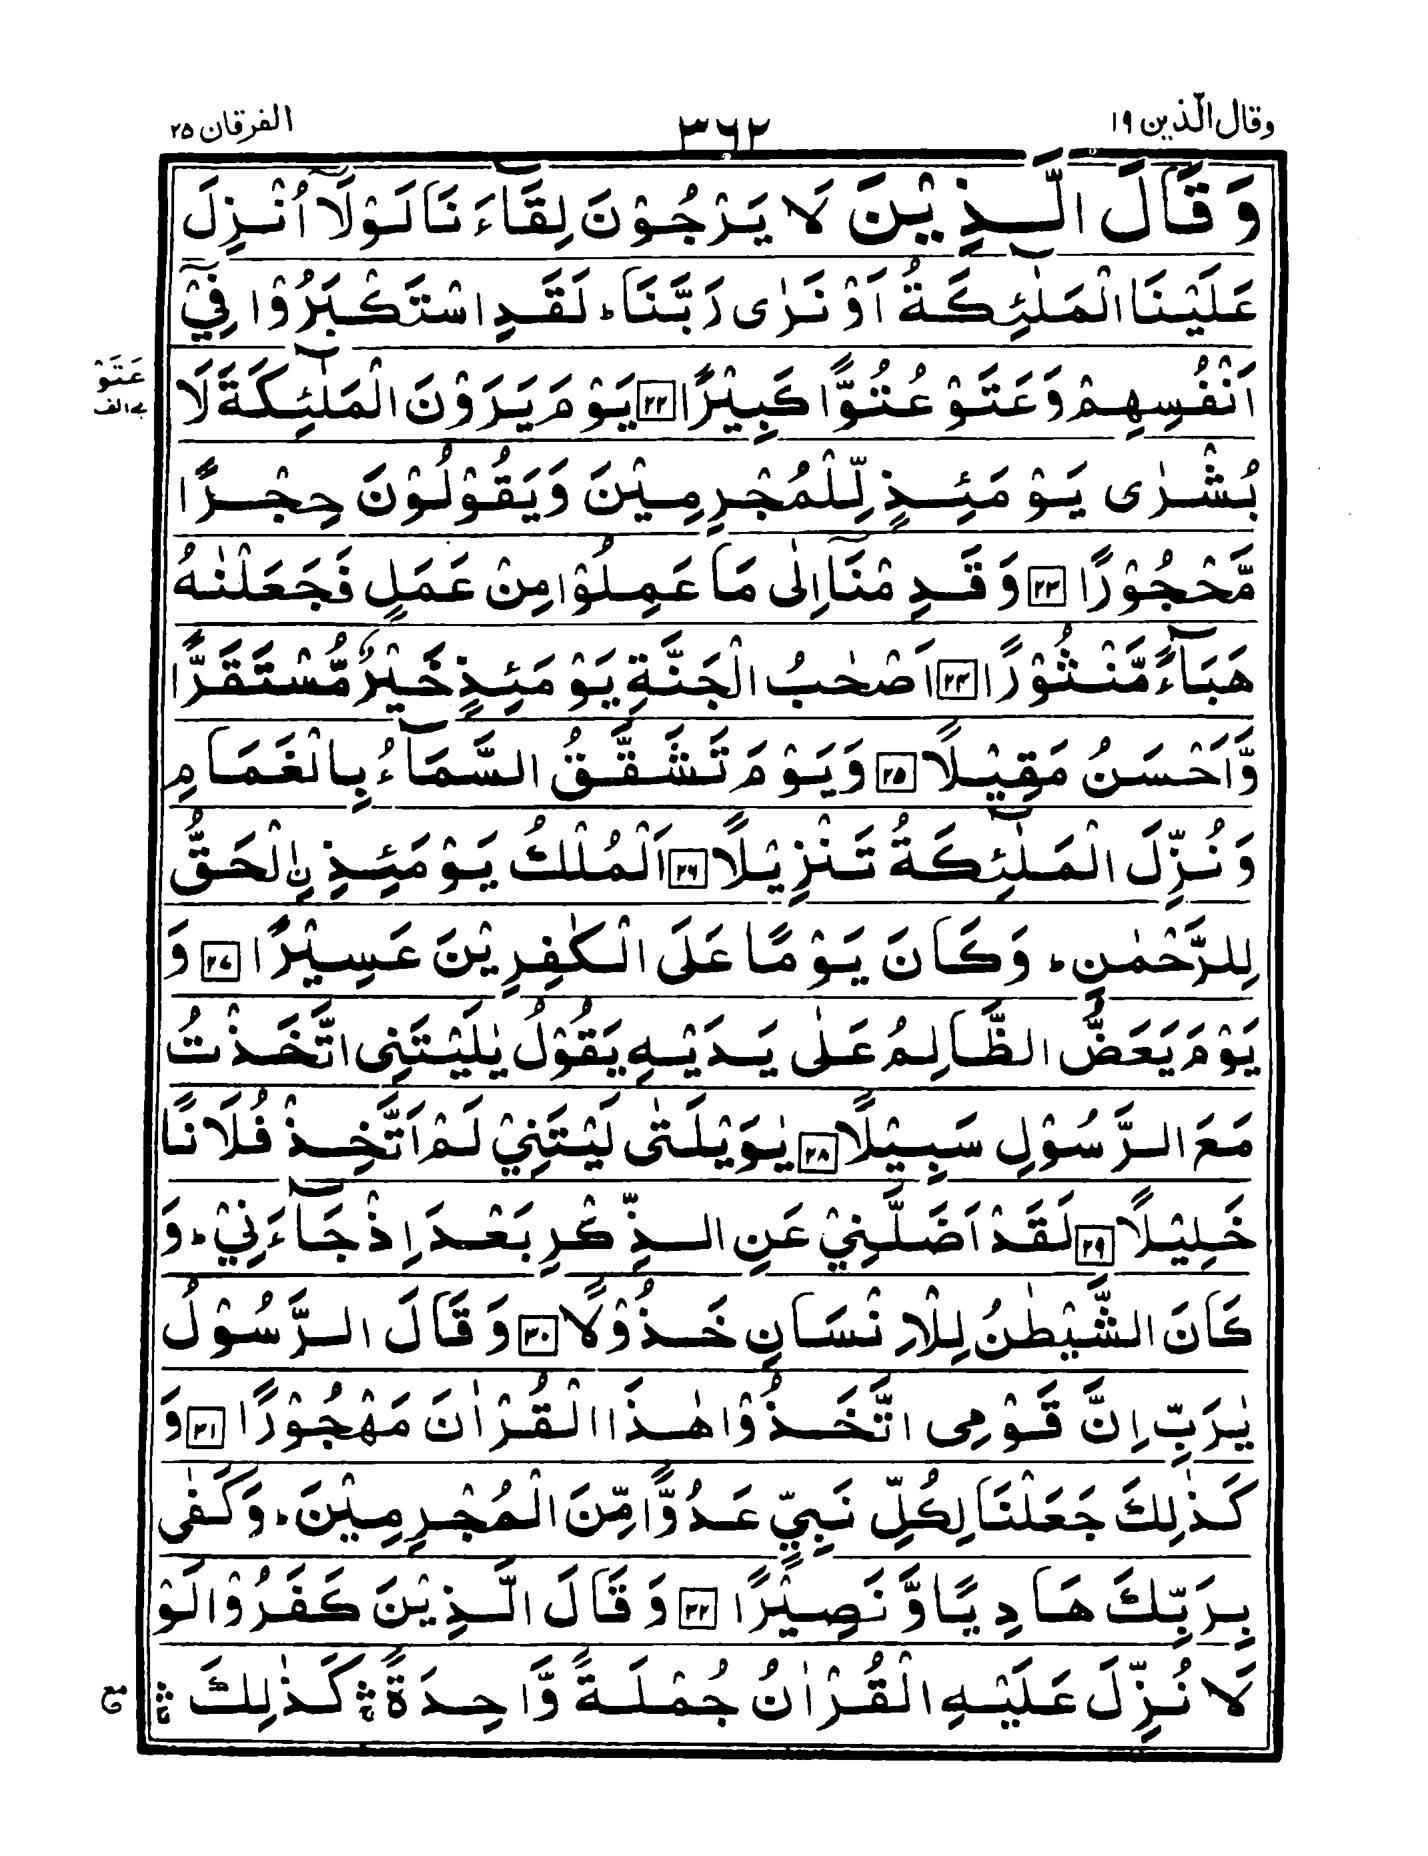 وقال الّذين ١٩
٣٦٢
الفرقان ٢٥
وَ قَالَ الَّذِيْنَ لَا يَرْجُوْنَ لِقَآءَ نَا لَوْلَآ اُنْزِلَ
عَلَيْنَا الْمَلٰٓئِكَةُ اَوْ نَرٰى رَبَّنَا ؕ لَقَدِ اسْتَكْبَرُوْا فِيْٓ
اَنْفُسِهِمْ وَعَتَوْ عُتُوًّا كَبِيْرًا ٢٢ يَوْمَ يَرَوْنَ الْمَلٰٓئِكَةَ لَا
عَتَوْ
بے الف
بُشْرٰى يَوْمَئِذٍ لِّلْمُجْرِمِيْنَ وَيَقُوْلُوْنَ حِجْرًا
مَّحْجُوْرًا ٢٣ وَ قَدِ مْنَآ اِلٰى مَا عَمِلُوْا مِنْ عَمَلٍ فَجَعَلْنٰهُ
هَبَآءً مَّنْثُوْرًا ٢٤ اَصْحٰبُ الْجَنَّةِ يَوْمَئِذٍ خَيْرٌ مُّسْتَقَرًّا
وَّاَحْسَنُ مَقِيْلًا ٢٥ وَيَوْمَ تَشَقَّقُ السَّمَآءُ بِالْغَمَامِ
وَ نُزِّلَ الْمَلٰٓئِكَةُ تَنْزِيْلًا ٢٦ اَلْمُلْكُ يَوْمَئِذِ ۣالْحَقُّ
لِلرَّحْمٰنِ ؕ وَكَانَ يَوْمًا عَلَى الْكٰفِرِيْنَ عَسِيْرًا ٢٧ وَ
يَوْمَ يَعَضُّ الظَّالِمُ عَلٰى يَدَيْهِ يَقُوْلُ يٰلَيْتَنِى اتَّخَذْتُ
مَعَ الرَّسُوْلِ سَبِيْلًا ٢٨ يٰوَيْلَتٰى لَيْتَنِيْ لَمْ اَتَّخِذْ فُلَانًا
خَلِيْلًا ٢٩ لَقَدْ اَضَلَّنِيْ عَنِ الذِّكْرِ بَعْدَ اِذْ جَآءَنِيْ ؕ وَ
كَانَ الشَّيْطٰنُ لِلْاِنْسَانِ خَذُوْلًا ٣٠ وَ قَالَ الرَّسُوْلُ
يٰرَبِّ اِنَّ قَوْمِى اتَّخَذُوْا هٰذَا الْقُرْاٰنَ مَهْجُوْرًا ٣١ وَ
كَذٰلِكَ جَعَلْنَا لِكُلِّ نَبِيٍّ عَدُوًّا مِّنَ الْمُجْرِمِيْنَ ؕ وَكَفٰى
بِرَبِّكَ هَادِيًا وَّ نَصِيْرًا ٣٢ وَ قَالَ الَّذِيْنَ كَفَرُوْا لَوْ
لَا نُزِّلَ عَلَيْهِ الْقُرْاٰنُ جُمْلَةً وَّاحِدَةً ۛۚ كَذٰلِكَ ۛۚ